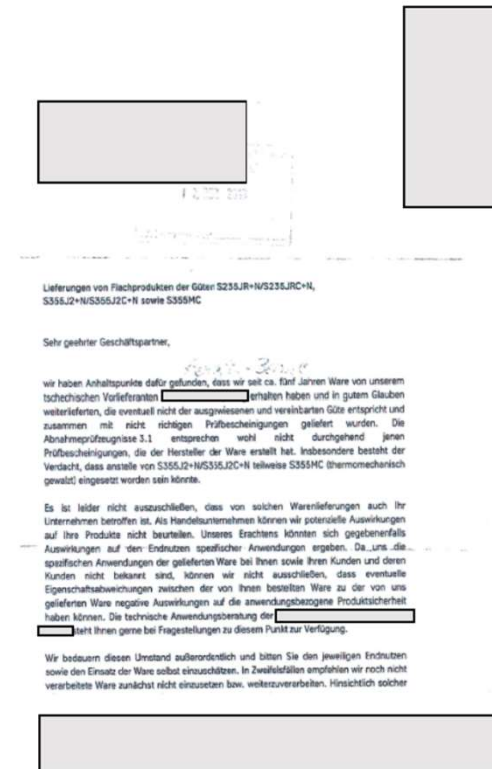 Lieferungen von Flachprodukten der Güten S235JR+N/S235JRC+N,
S355J2+N/S355J2C+N sowie S355MC
Sehr geehrter Geschäftspartner,
wir haben Anhaltspunkte dafür gefunden, dass wir seit ca. fünf Jahren Ware von unserem
tschechischen Vorlieferanten erhalten haben und in gutem Glauben
weiterlieferten, die eventuell nicht der ausgewiesenen und vereinbarten Güte entspricht und
zusammen mit nicht richtigen Prüfbescheinigungen geliefert wurden. Die
Abnahmeprüfzeugnisse 3.1 entsprechen wohl nicht durchgehend jenen
Prüfbescheinigungen, die der Hersteller der Ware erstellt hat. Insbesondere besteht der
Verdacht, dass anstelle von S355J2+N/S355J2C+N teilweise S355MC (thermomechanisch
gewalzt) eingesetzt worden sein könnte.
Es ist leider nicht auszuschließen, dass von solchen Warenlieferungen auch Ihr
Unternehmen betroffen ist. Als Handelsunternehmen können wir potenzielle Auswirkungen
auf Ihre Produkte nicht beurteilen. Unseres Erachtens könnten sich gegebenenfalls
Auswirkungen auf den Endnutzen spezifischer Anwendungen ergeben. Da uns die
spezifischen Anwendungen der gelieferten Ware bei Ihnen sowie Ihren Kunden und deren
Kunden nicht bekannt sind, können wir nicht ausschließen, dass eventuelle
Eigenschaftsabweichungen zwischen der von Ihnen bestellten Ware zu der von uns
gelieferten Ware negative Auswirkungen auf die anwendungsbezogene Produktsicherheit
haben können. Die technische Anwendungsberatung der
steht Ihnen gerne bei Fragestellungen zu diesem Punkt zur Verfügung.
Wir bedauern diesen Umstand außerordentlich und bitten Sie den jeweiligen Endnutzen
sowie den Einsatz der Ware selbst einzuschätzen. In Zweifelsfällen empfehlen wir noch nicht
verarbeitete Ware zunächst nicht einzusetzen bzw. weiterzuverarbeiten. Hinsichtlich solcher